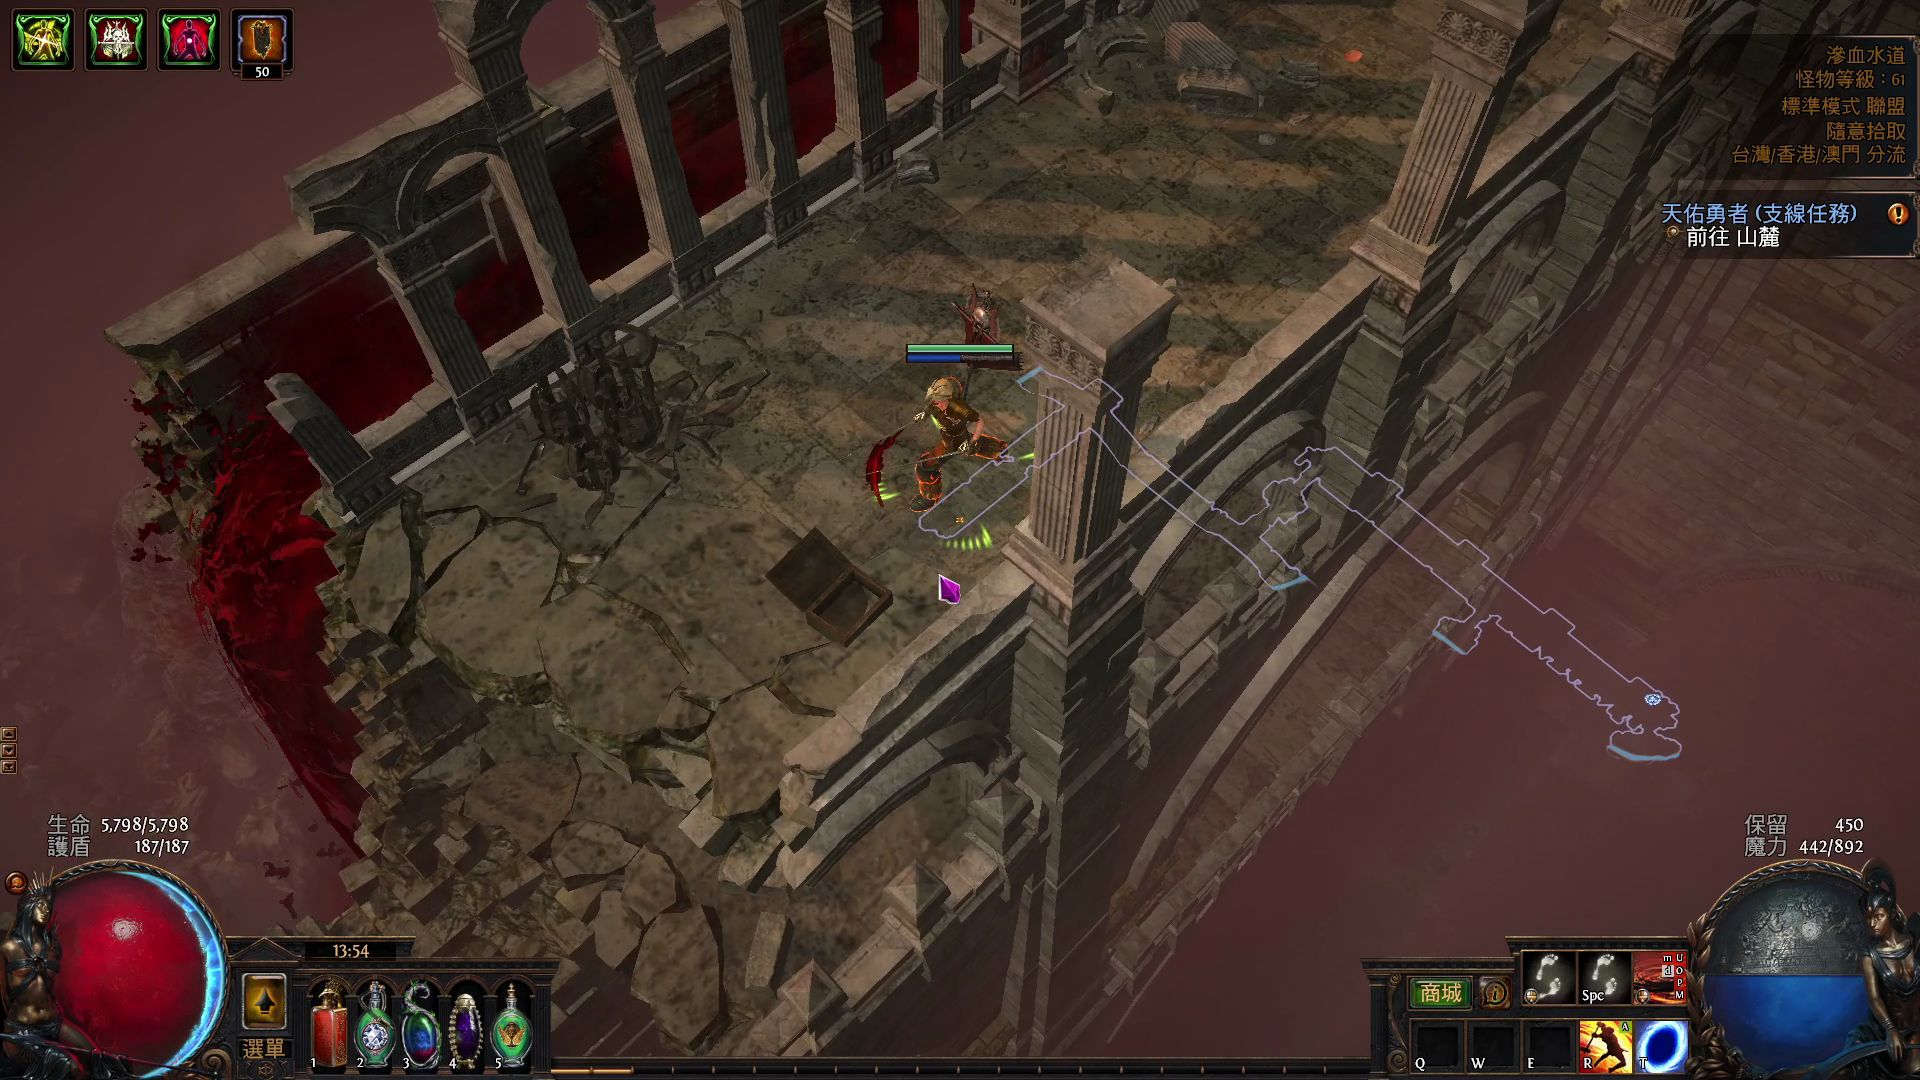 50
滲血水道
怪物等級：61
標準模式 聯盟
隨意拾取
台灣/香港/澳門 分流
天佑勇者 (支線任務)
前往 山麓
生命 5,798/5,798
護盾 187/187
保留 450
魔力 442/892
13:54
選單
1 2 3 4 5
商城
Spc
m U
d O
P
M
A
Q W E R T